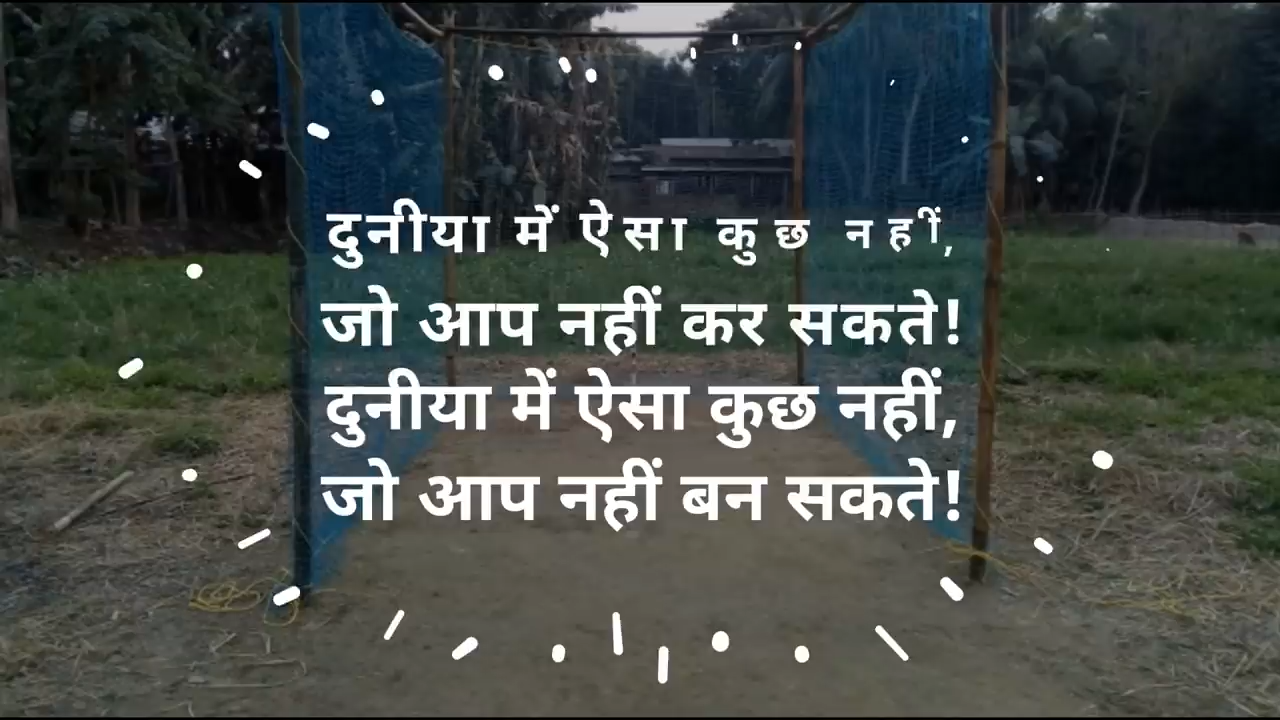 दुनीया में ऐसा कुछ नहीं,
जो आप नहीं कर सकते!
दुनीया में ऐसा कुछ नहीं,
जो आप नहीं बन सकते!